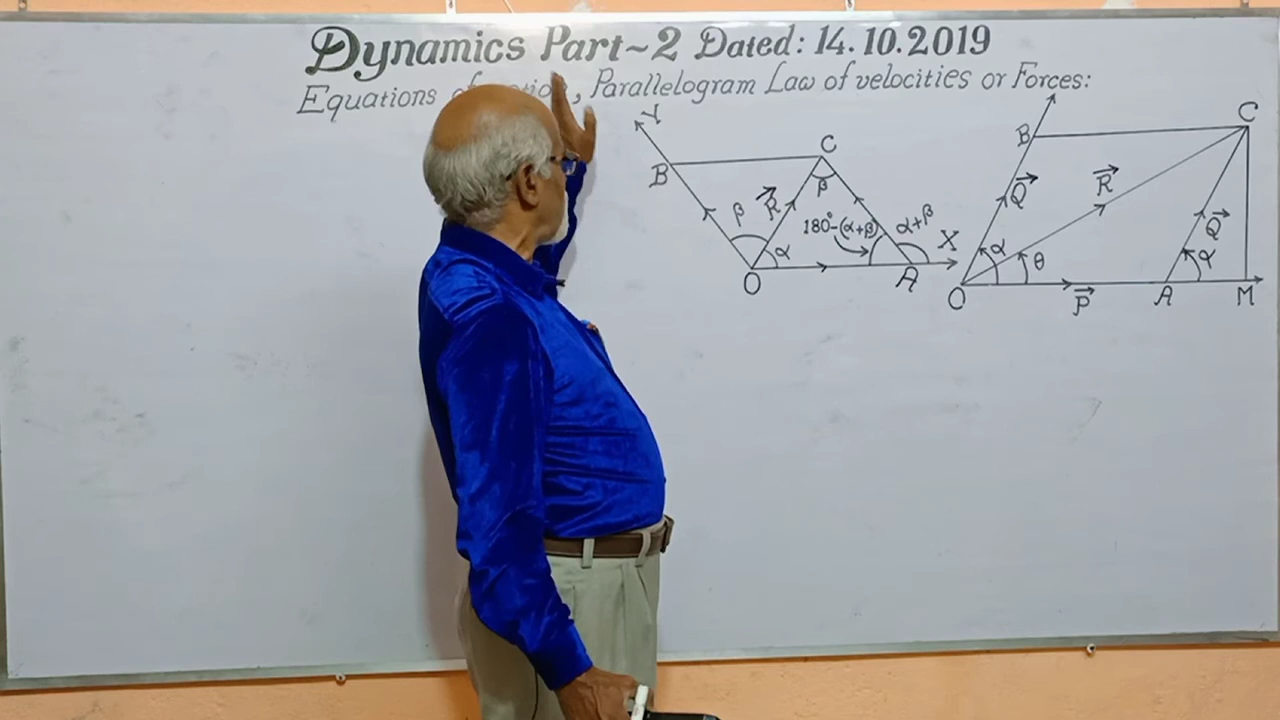 Dynamics Part~2 Dated: 14.10.2019
Equations , Parallelogram Law of velocities or Forces:
Y
B
C
β
R⃗
β
α
180°-(α+β)
α+β
X
O
A
B
C
Q⃗
R⃗
Q⃗
α
θ
α
O
P⃗
A
M